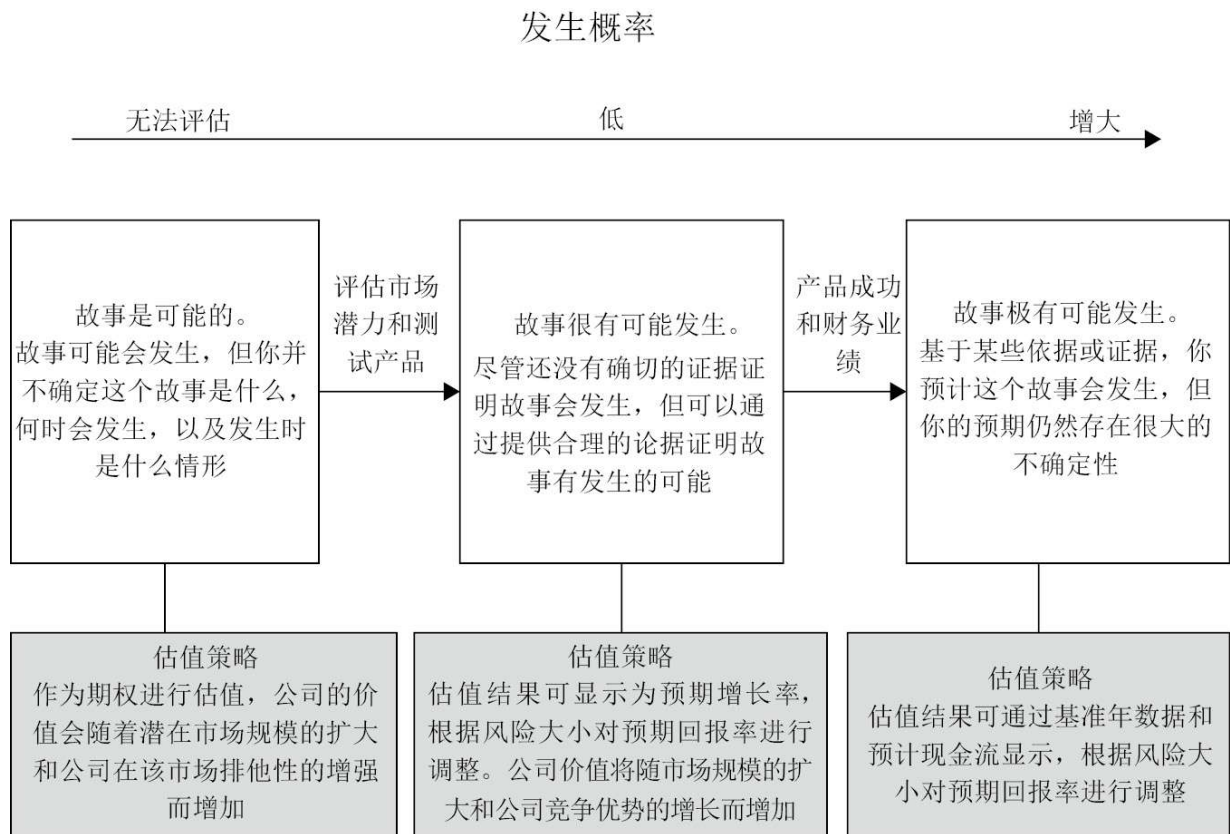 发生概率
无法评估
低
增大
故事是可能的。
故事可能会发生，但你并
不确定这个故事是什么，
何时会发生，以及发生时
是什么情形
评估市场
潜力和测
试产品
故事很有可能发生。
尽管还没有确切的证据证
明故事会发生，但可以通
过提供合理的论据证明故
事有发生的可能
产品成功
和财务业
绩
故事极有可能发生。
基于某些依据或证据，你
预计这个故事会发生，但
你的预期仍然存在很大的
不确定性
估值策略
作为期权进行估值，公司的价
值会随着潜在市场规模的扩大
和公司在该市场排他性的增强
而增加
估值策略
估值结果可显示为预期增长率，
根据风险大小对预期回报率进行
调整。公司价值将随市场规模的扩
大和公司竞争优势的增长而增加
估值策略
估值结果可通过基准年数据和
预计现金流显示，根据风险大
小对预期回报率进行调整